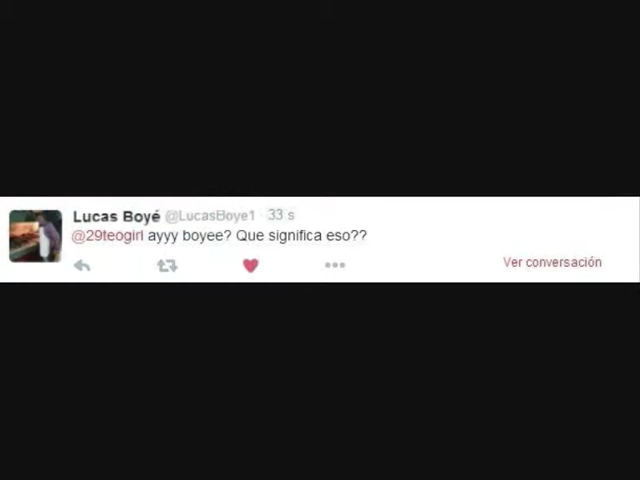 Lucas Boyé @LucasBoye1 · 33 s
@29teogirl ayyy boyee? Que significa eso??
Ver conversación